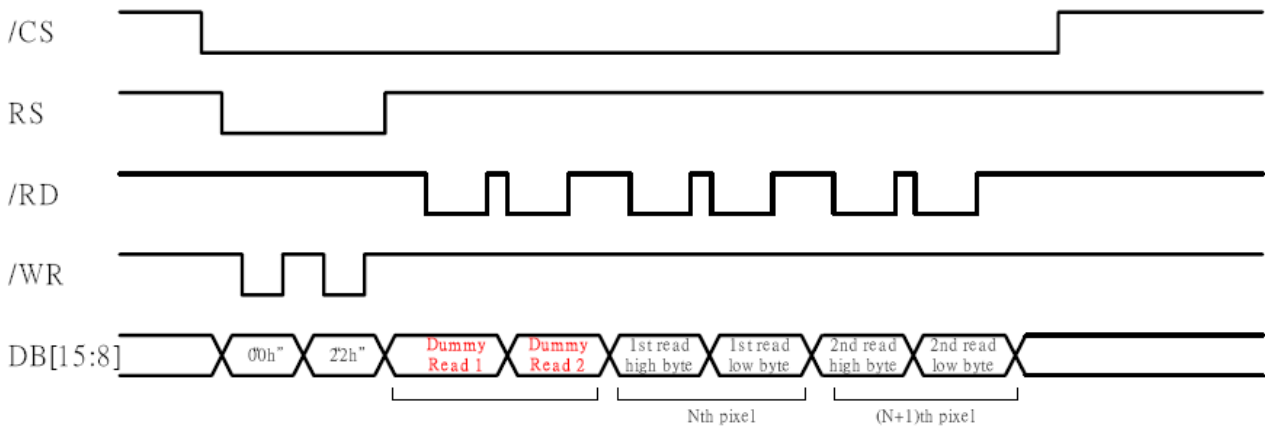 /CS
RS
/RD
/WR
DB[15:8]
"00h"
"22h"
Dummy
Read 1
Dummy
Read 2
1st read
high byte
1st read
low byte
2nd read
high byte
2nd read
low byte
Nth pixel
(N+1)th pixel